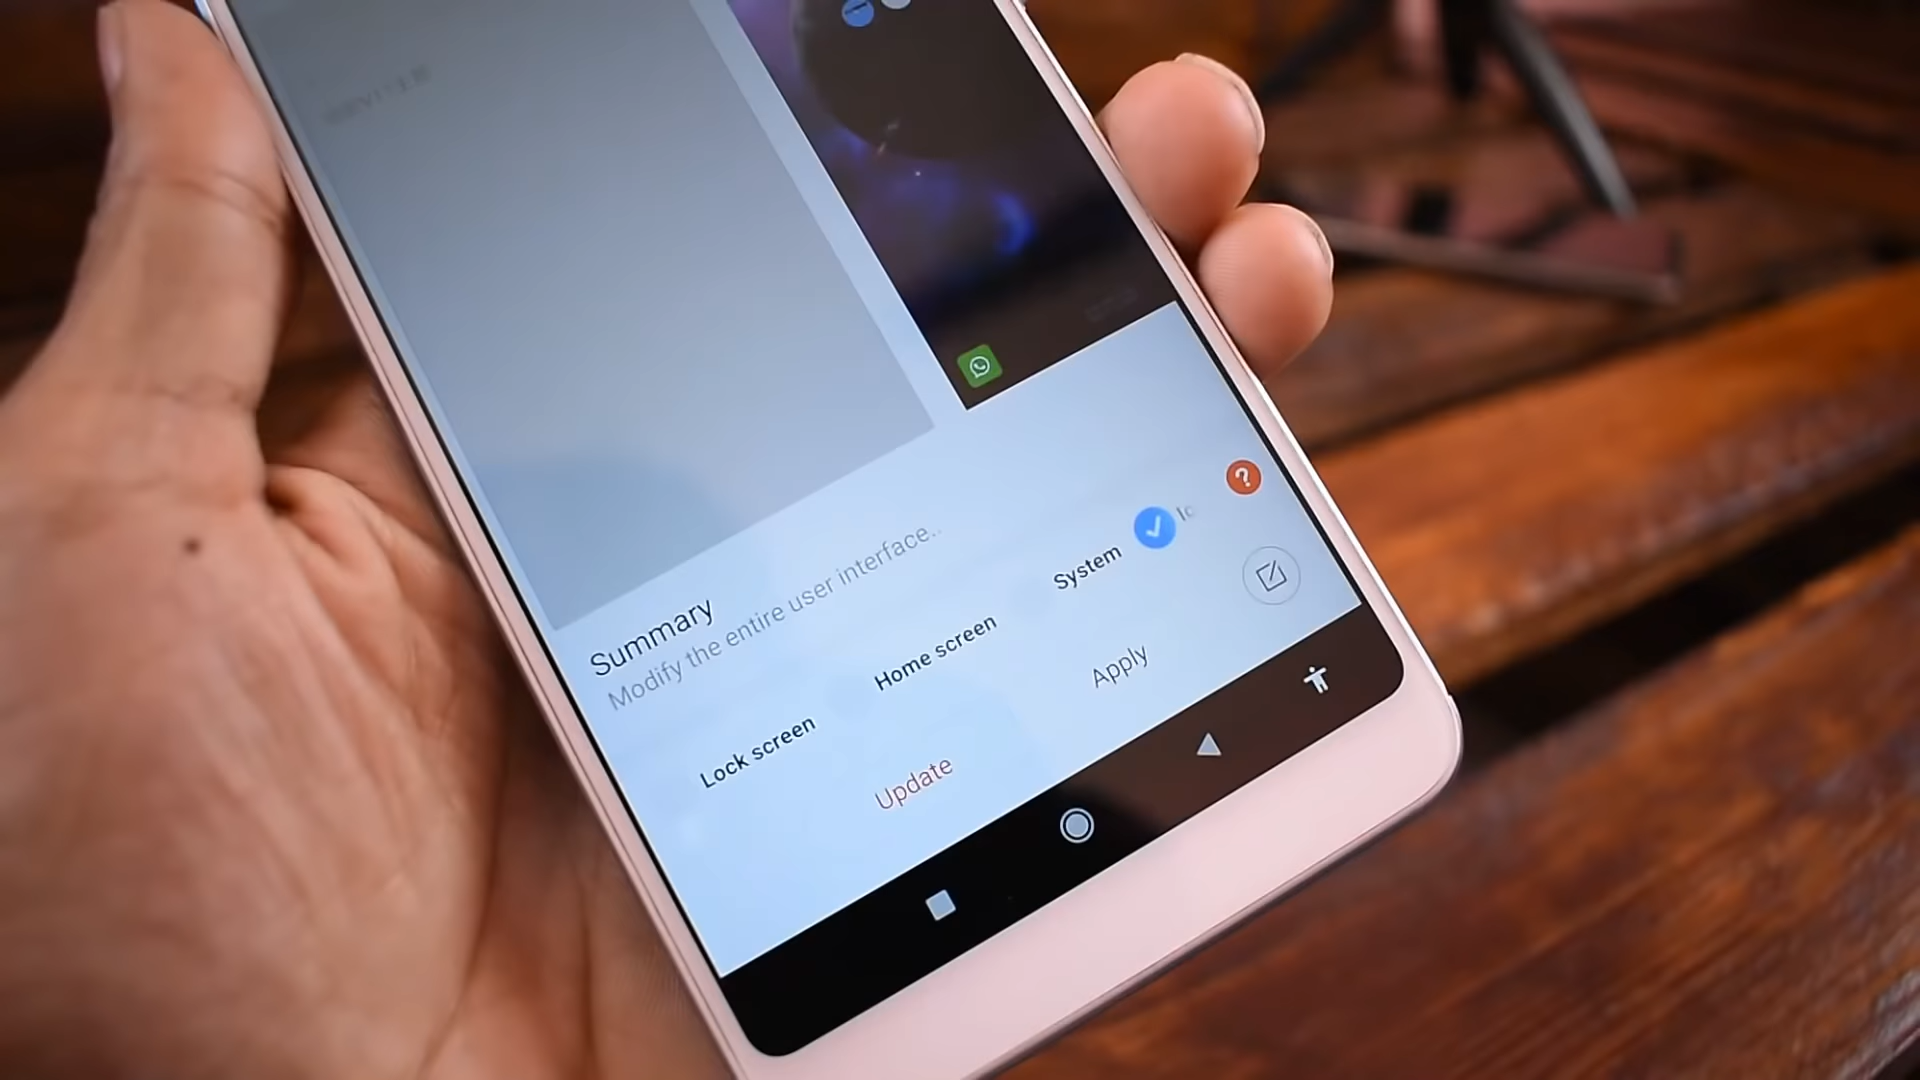 Summary
Modify the entire user interface..
Lock screen Home screen System
Update Apply
?